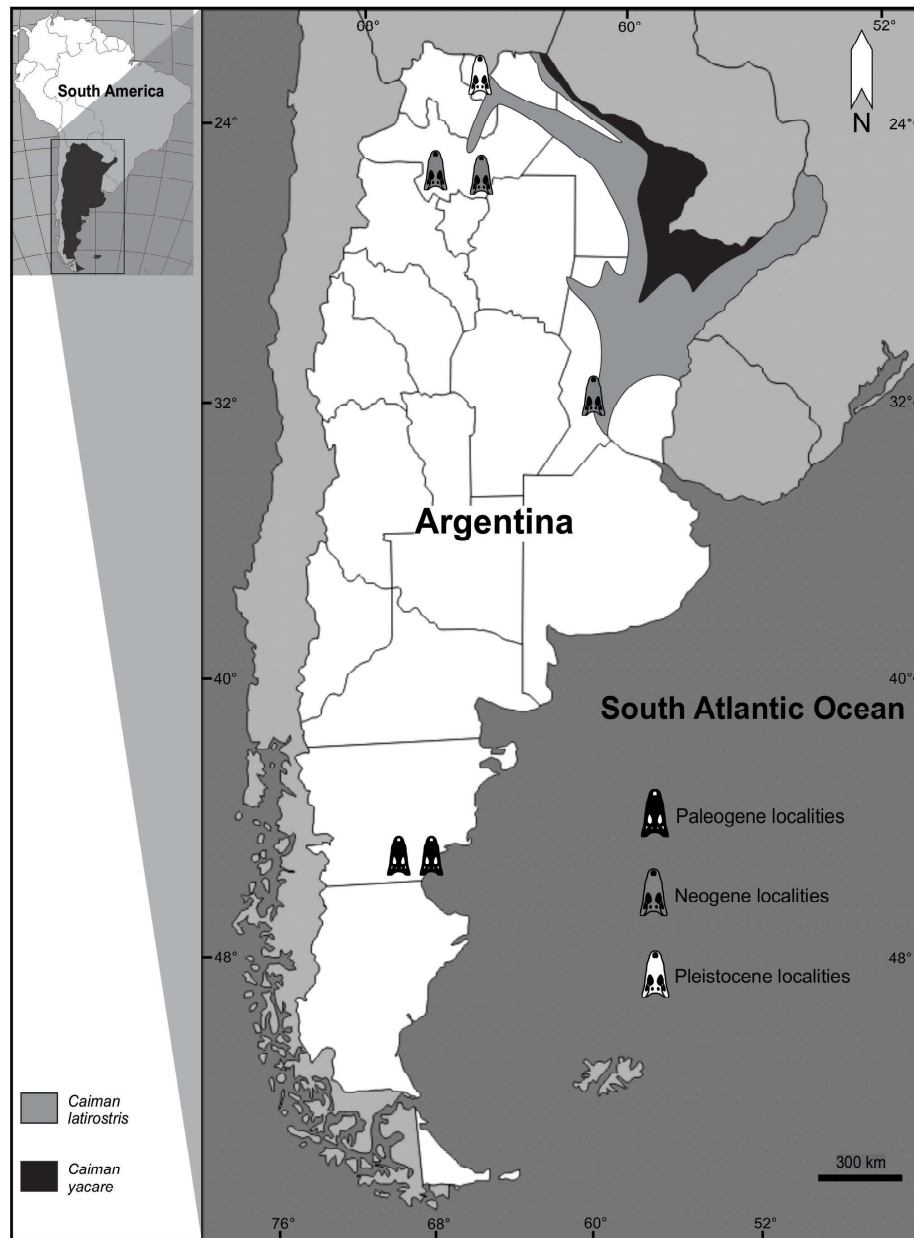 68° 60° 52°
South America
N
24° 24°
32° 32°
Argentina
40° 40°
South Atlantic Ocean
Paleogene localities
Neogene localities
48° 48°
Pleistocene localities
Caiman
latirostris
Caiman
yacare
300 km
76° 68° 60° 52°